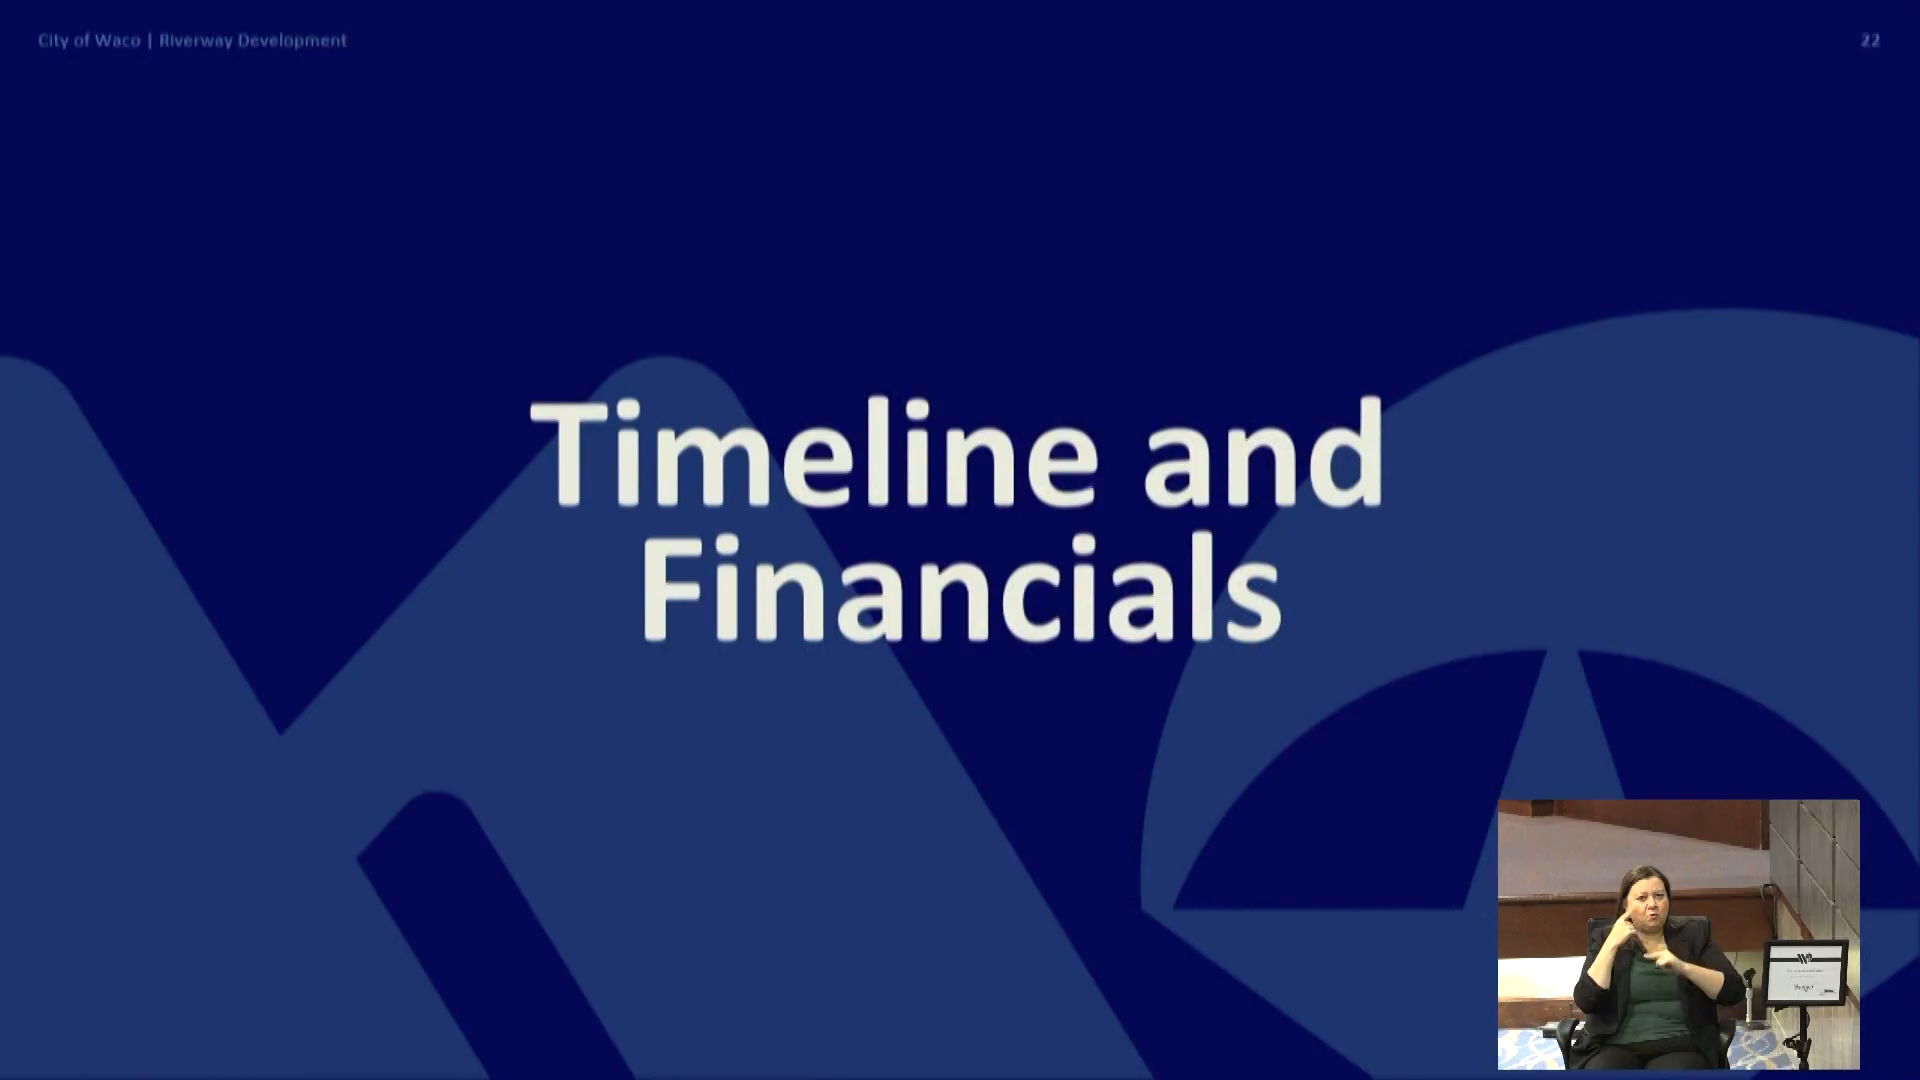 City of Waco | Riverway Development
22
Timeline and
Financials